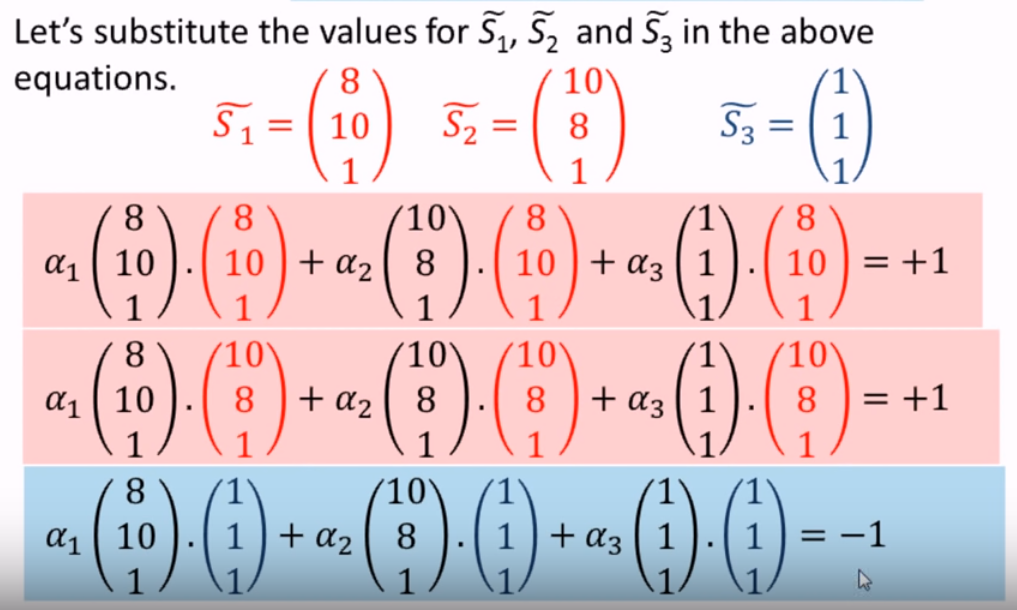 Let's substitute the values for S̃₁, S̃₂ and S̃₃ in the above
equations.
S̃₁ = (8 10 1) S̃₂ = (10 8 1) S̃₃ = (1 1 1)
α₁ (8 10 1) . (8 10 1) + α₂ (10 8 1) . (8 10 1) + α₃ (1 1 1) . (8 10 1) = +1
α₁ (8 10 1) . (10 8 1) + α₂ (10 8 1) . (10 8 1) + α₃ (1 1 1) . (10 8 1) = +1
α₁ (8 10 1) . (1 1 1) + α₂ (10 8 1) . (1 1 1) + α₃ (1 1 1) . (1 1 1) = −1